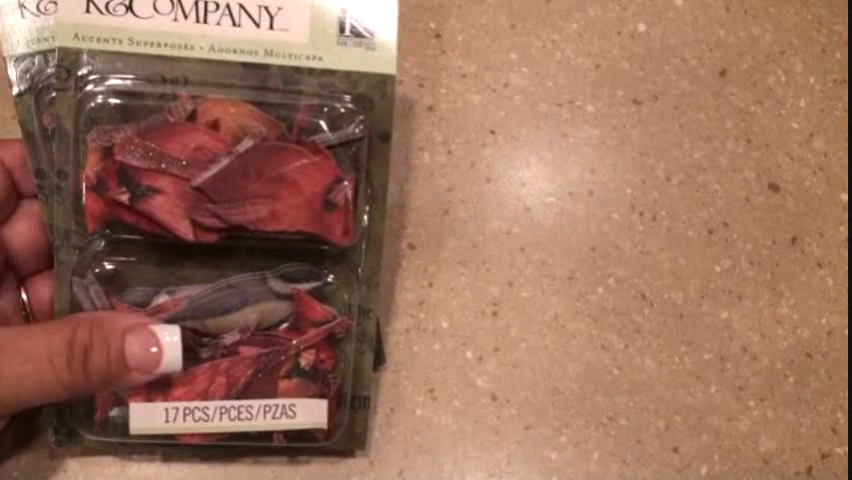 K&COMPANY
ACCENTS SUPERPOSÉS • ADORNOS MULTICAPA
17 PCS/PCES/PZAS